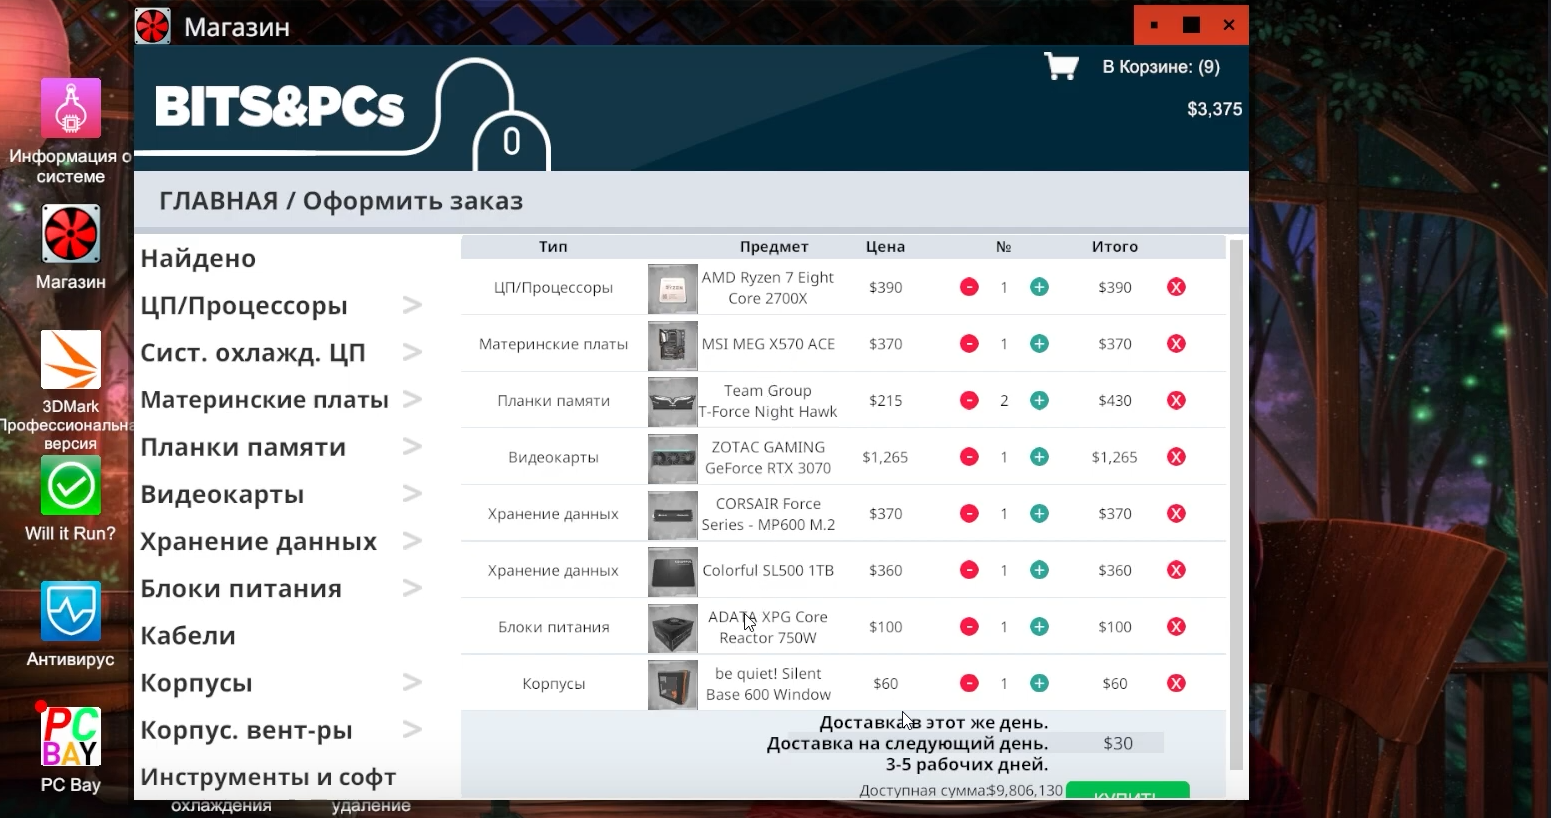 Магазин
В Корзине: (9)
BITS&PCs
$3,375
ГЛАВНАЯ / Оформить заказ
Информация о
системе
Магазин
3DMark
Профессиональна
версия
Will it Run?
Антивирус
PC
BAY
PC Bay
охлаждения
удаление
Найдено
ЦП/Процессоры >
Сист. охлажд. ЦП >
Материнские платы >
Планки памяти >
Видеокарты >
Хранение данных >
Блоки питания >
Кабели
Корпусы >
Корпус. вент-ры >
Инструменты и софт
Тип Предмет Цена № Итого
ЦП/Процессоры AMD Ryzen 7 Eight $390 - 1 + $390 X
Core 2700X
Материнские платы MSI MEG X570 ACE $370 - 1 + $370 X
Планки памяти Team Group $215 - 2 + $430 X
T-Force Night Hawk
Видеокарты ZOTAC GAMING $1,265 - 1 + $1,265 X
GeForce RTX 3070
Хранение данных CORSAIR Force $370 - 1 + $370 X
Series - MP600 M.2
Хранение данных Colorful SL500 1TB $360 - 1 + $360 X
Блоки питания ADATA XPG Core $100 - 1 + $100 X
Reactor 750W
Корпусы be quiet! Silent $60 - 1 + $60 X
Base 600 Window
Доставка в этот же день.
Доставка на следующий день. $30
3-5 рабочих дней.
Доступная сумма:$9,806,130 КУПИТЬ